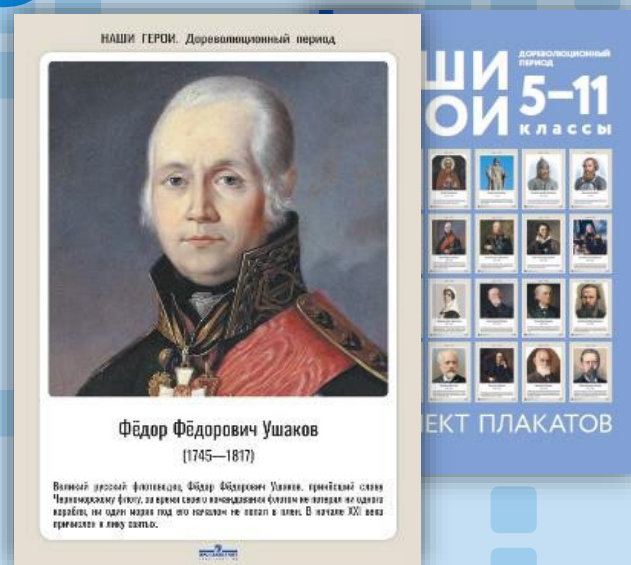 НАШИ ГЕРОИ. Дореволюционный период
Фёдор Фёдорович Ушаков
(1745—1817)
Великий русский флотоводец Фёдор Фёдорович Ушаков, принёсший славу
Черноморскому флоту, за время своего командования флотом не потерял ни одного
корабля, ни один моряк под его началом не попал в плен. В начале XXI века
причислен к лику святых.
ДОРЕВОЛЮЦИОННЫЙ
ПЕРИОД
ШИ
ОИ
5–11
классы
ЕКТ ПЛАКАТОВ